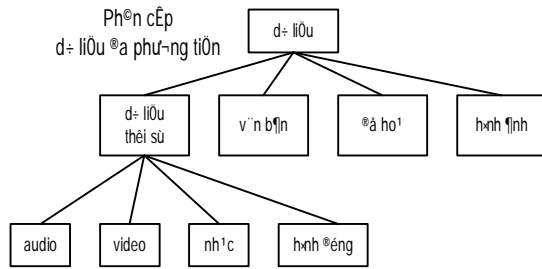 Ph©n cÊp
d÷ liÖu ®a ph­ư¬ng tiÖn
d÷ liÖu
d÷ liÖu
thêi sù
v¨n b¶n
®å ho¹
h×nh ¶nh
audio
video
nh¹c
h×nh ®éng